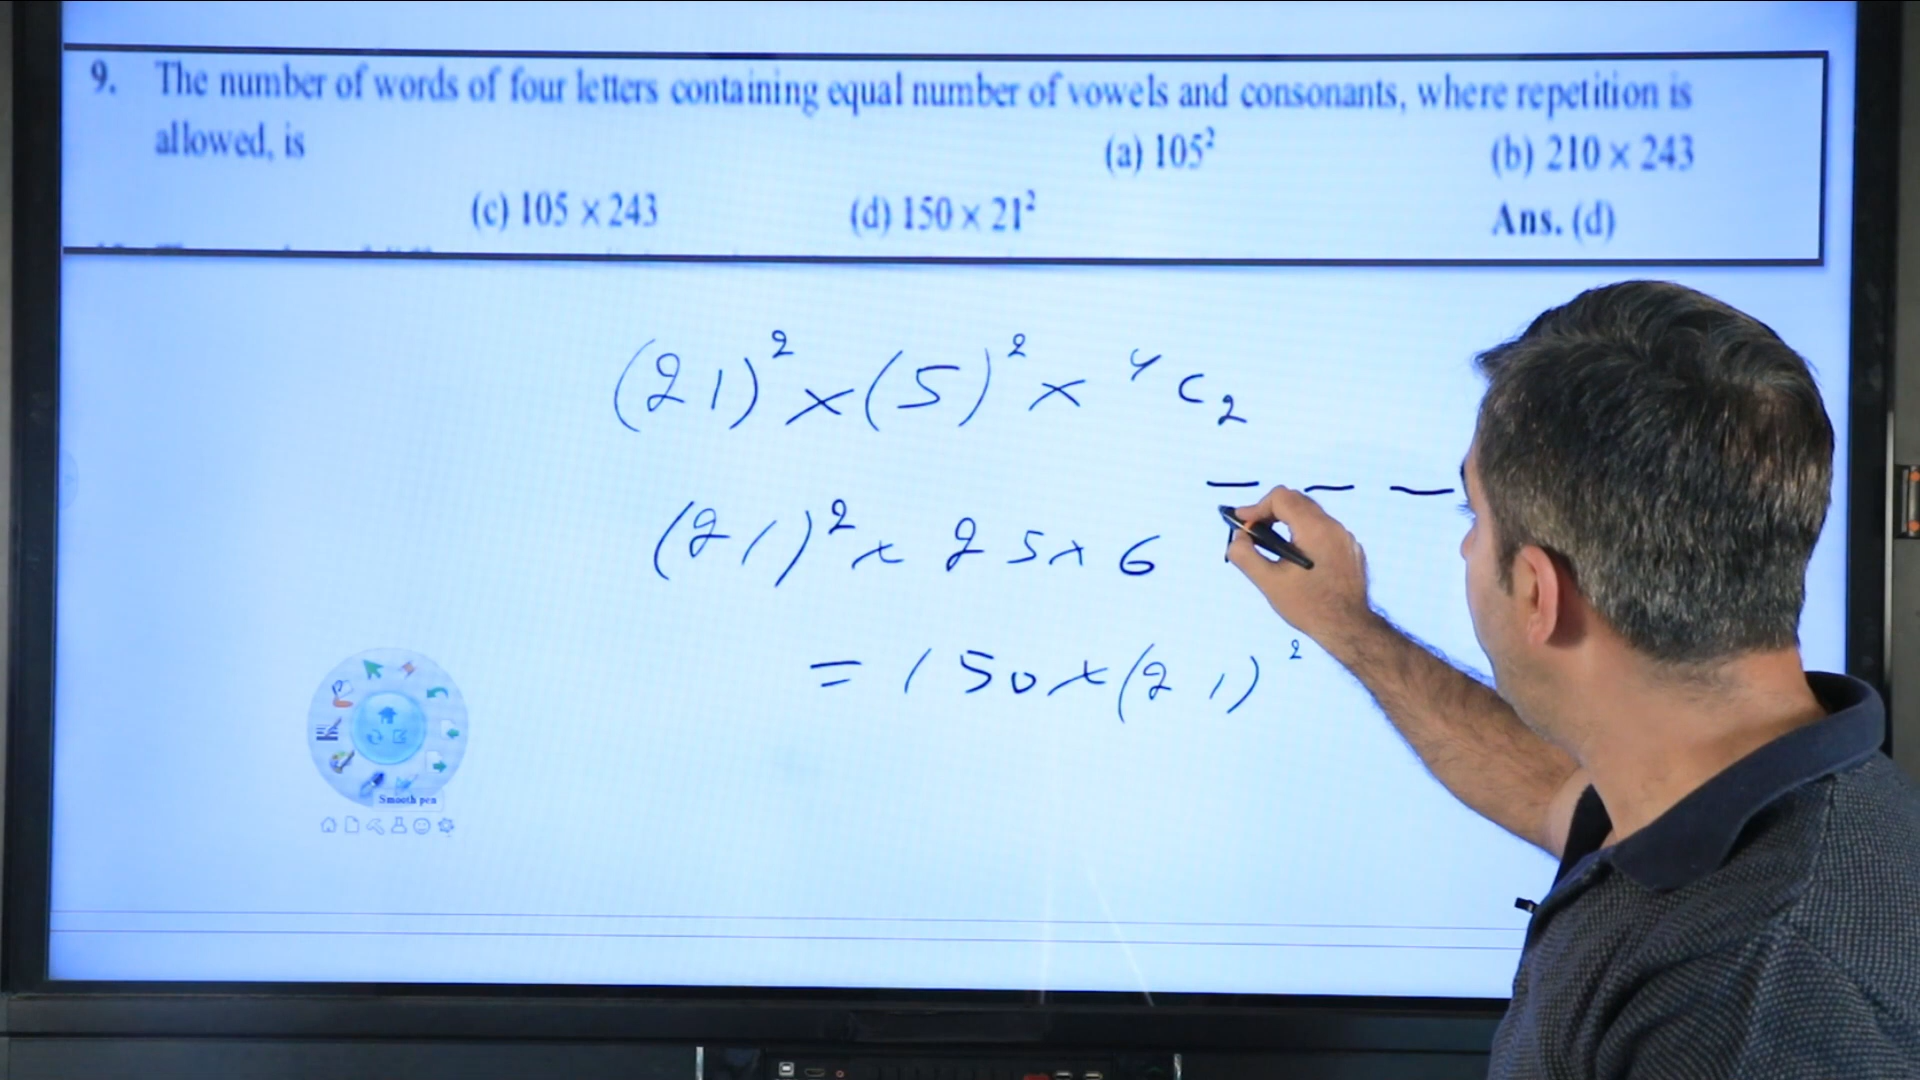 9. The number of words of four letters containing equal number of vowels and consonants, where repetition is
allowed, is (a) 105² (b) 210 × 243
(c) 105 × 243 (d) 150 × 21² Ans. (d)
(21)² × (5)² × ⁴C₂
(21)² × 25 × 6
= 150 × (21)²
Smooth pen